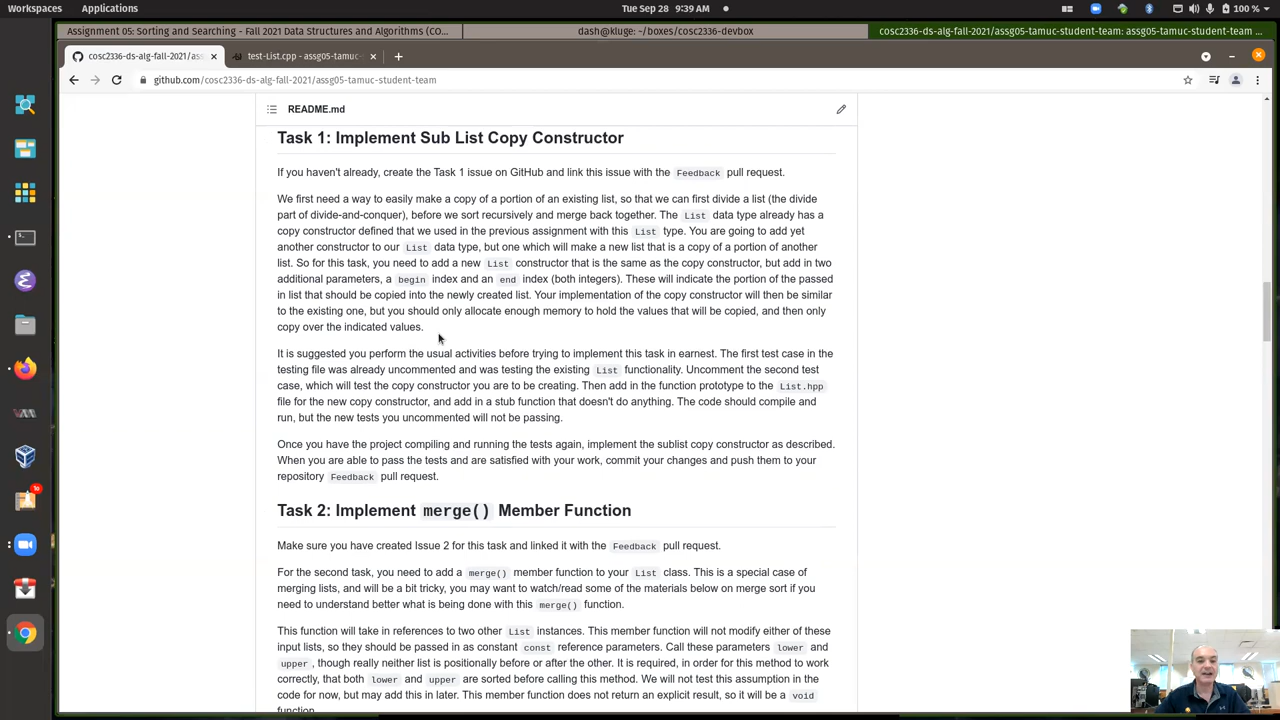 Workspaces Applications Tue Sep 28 9:39 AM 100 %
Assignment 05: Sorting and Searching - Fall 2021 Data Structures and Algorithms (CO... dash@kluge: ~/boxes/cosc2336-devbox cosc2336-ds-alg-fall-2021/assg05-tamuc-student-team: assg05-tamuc-student-team ...
cosc2336-ds-alg-fall-2021/as test-List.cpp - assg05-tamuc-
github.com/cosc2336-ds-alg-fall-2021/assg05-tamuc-student-team
README.md
Task 1: Implement Sub List Copy Constructor
If you haven't already, create the Task 1 issue on GitHub and link this issue with the Feedback pull request.
We first need a way to easily make a copy of a portion of an existing list, so that we can first divide a list (the divide
part of divide-and-conquer), before we sort recursively and merge back together. The List data type already has a
copy constructor defined that we used in the previous assignment with this List type. You are going to add yet
another constructor to our List data type, but one which will make a new list that is a copy of a portion of another
list. So for this task, you need to add a new List constructor that is the same as the copy constructor, but add in two
additional parameters, a begin index and an end index (both integers). These will indicate the portion of the passed
in list that should be copied into the newly created list. Your implementation of the copy constructor will then be similar
to the existing one, but you should only allocate enough memory to hold the values that will be copied, and then only
copy over the indicated values.
It is suggested you perform the usual activities before trying to implement this task in earnest. The first test case in the
testing file was already uncommented and was testing the existing List functionality. Uncomment the second test
case, which will test the copy constructor you are to be creating. Then add in the function prototype to the List.hpp
file for the new copy constructor, and add in a stub function that doesn't do anything. The code should compile and
run, but the new tests you uncommented will not be passing.
Once you have the project compiling and running the tests again, implement the sublist copy constructor as described.
When you are able to pass the tests and are satisfied with your work, commit your changes and push them to your
repository Feedback pull request.
Task 2: Implement merge() Member Function
Make sure you have created Issue 2 for this task and linked it with the Feedback pull request.
For the second task, you need to add a merge() member function to your List class. This is a special case of
merging lists, and will be a bit tricky, you may want to watch/read some of the materials below on merge sort if you
need to understand better what is being done with this merge() function.
This function will take in references to two other List instances. This member function will not modify either of these
input lists, so they should be passed in as constant const reference parameters. Call these parameters lower and
upper, though really neither list is positionally before or after the other. It is required, in order for this method to work
correctly, that both lower and upper are sorted before calling this method. We will not test this assumption in the
code for now, but may add this in later. This member function does not return an explicit result, so it will be a void
function.